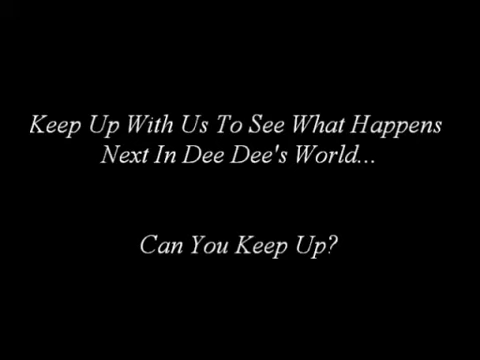 Keep Up With Us To See What Happens
Next In Dee Dee's World...
Can You Keep Up?